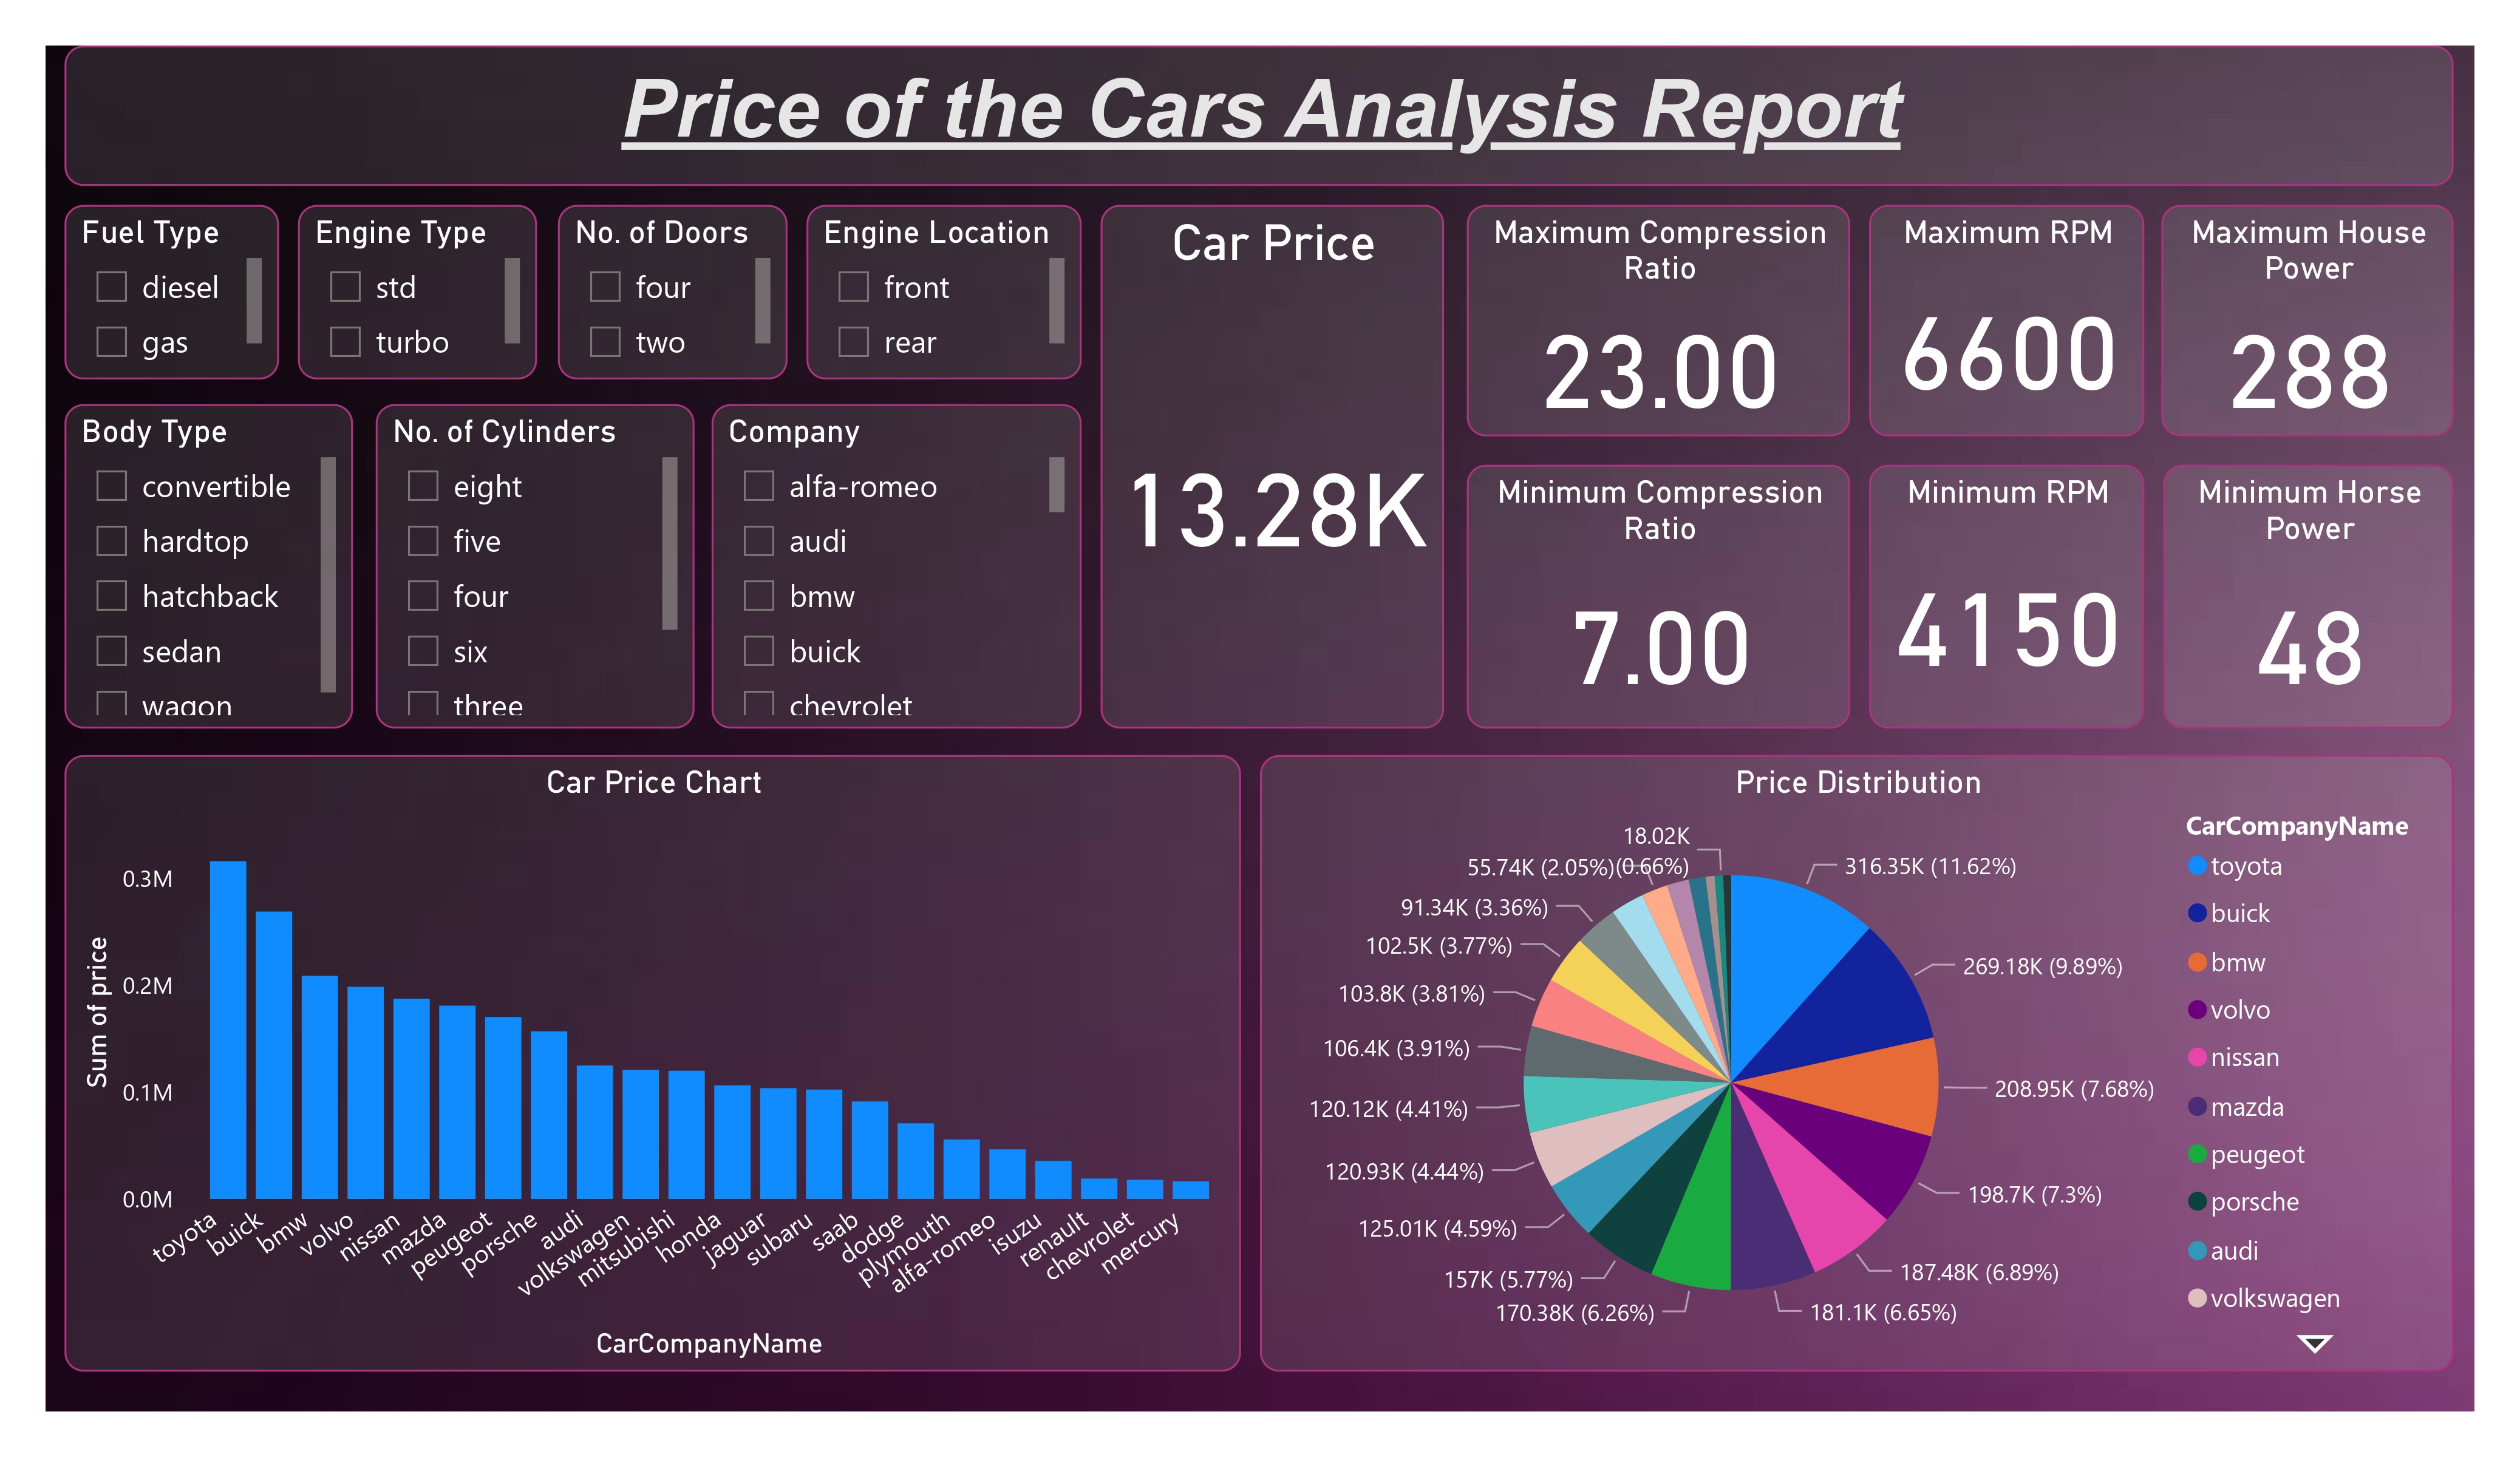 Price of the Cars Analysis Report
Fuel Type
diesel
gas
Engine Type
std
turbo
No. of Doors
four
two
Engine Location
front
rear
Body Type
convertible
hardtop
hatchback
sedan
wagon
No. of Cylinders
eight
five
four
six
three
Company
alfa-romeo
audi
bmw
buick
chevrolet
Car Price
13.28K
Maximum Compression
Ratio
23.00
Maximum RPM
6600
Maximum House
Power
288
Minimum Compression
Ratio
7.00
Minimum RPM
4150
Minimum Horse
Power
48
Car Price Chart
Sum of price
0.3M
0.2M
0.1M
0.0M
toyota
buick
bmw
volvo
nissan
mazda
peugeot
porsche
audi
volkswagen
mitsubishi
honda
jaguar
subaru
saab
dodge
plymouth
alfa-romeo
isuzu
renault
chevrolet
mercury
CarCompanyName
Price Distribution
316.35K (11.62%)
269.18K (9.89%)
208.95K (7.68%)
198.7K (7.3%)
187.48K (6.89%)
181.1K (6.65%)
170.38K (6.26%)
157K (5.77%)
125.01K (4.59%)
120.93K (4.44%)
120.12K (4.41%)
106.4K (3.91%)
103.8K (3.81%)
102.5K (3.77%)
91.34K (3.36%)
55.74K (2.05%)
18.02K
(0.66%)
CarCompanyName
toyota
buick
bmw
volvo
nissan
mazda
peugeot
porsche
audi
volkswagen